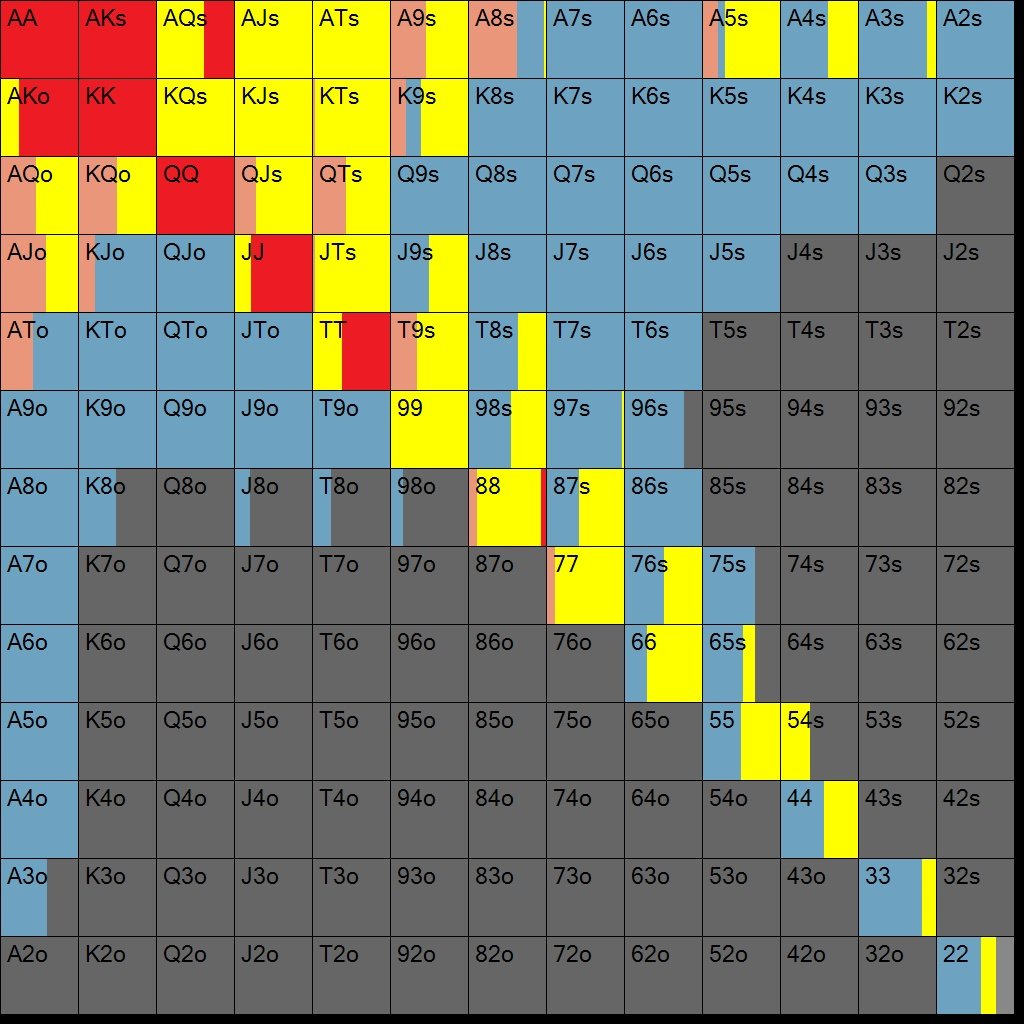 AA AKs AQs AJs ATs A9s A8s A7s A6s A5s A4s A3s A2s
AKo KK KQs KJs KTs K9s K8s K7s K6s K5s K4s K3s K2s
AQo KQo QQ QJs QTs Q9s Q8s Q7s Q6s Q5s Q4s Q3s Q2s
AJo KJo QJo JJ JTs J9s J8s J7s J6s J5s J4s J3s J2s
ATo KTo QTo JTo TT T9s T8s T7s T6s T5s T4s T3s T2s
A9o K9o Q9o J9o T9o 99 98s 97s 96s 95s 94s 93s 92s
A8o K8o Q8o J8o T8o 98o 88 87s 86s 85s 84s 83s 82s
A7o K7o Q7o J7o T7o 97o 87o 77 76s 75s 74s 73s 72s
A6o K6o Q6o J6o T6o 96o 86o 76o 66 65s 64s 63s 62s
A5o K5o Q5o J5o T5o 95o 85o 75o 65o 55 54s 53s 52s
A4o K4o Q4o J4o T4o 94o 84o 74o 64o 54o 44 43s 42s
A3o K3o Q3o J3o T3o 93o 83o 73o 63o 53o 43o 33 32s
A2o K2o Q2o J2o T2o 92o 82o 72o 62o 52o 42o 32o 22